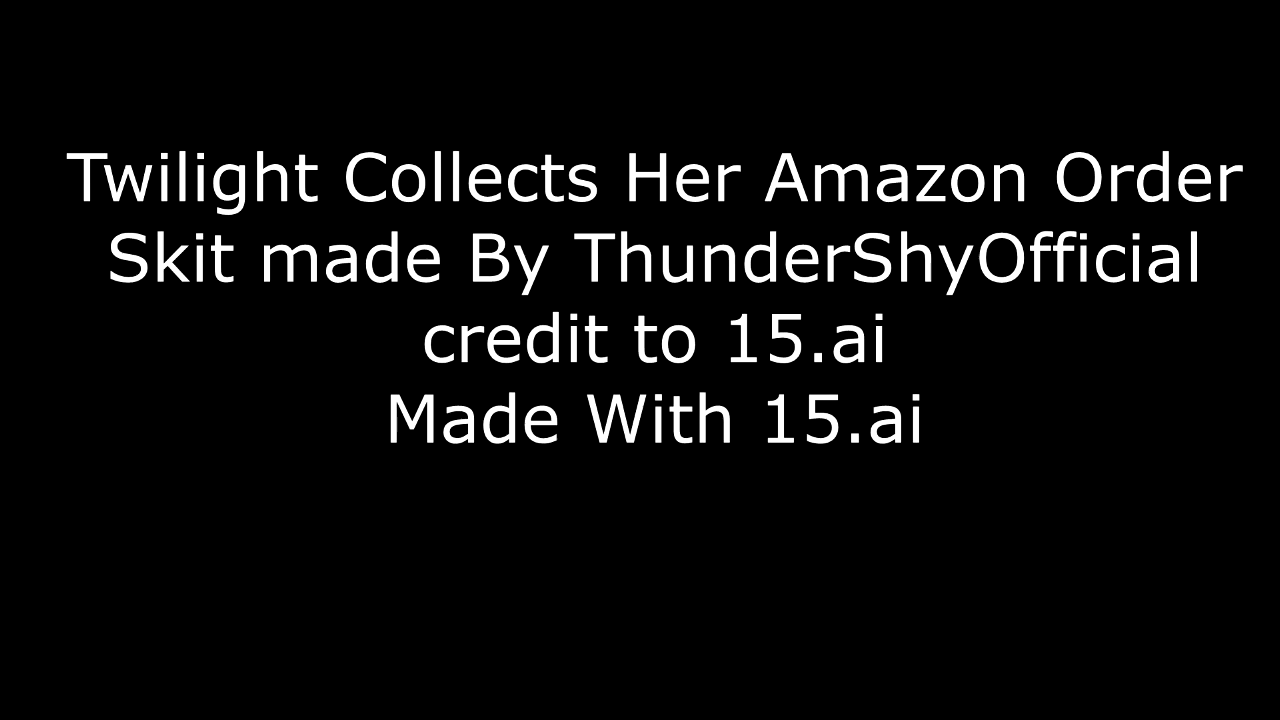 Twilight Collects Her Amazon Order
Skit made By ThunderShyOfficial
credit to 15.ai
Made With 15.ai